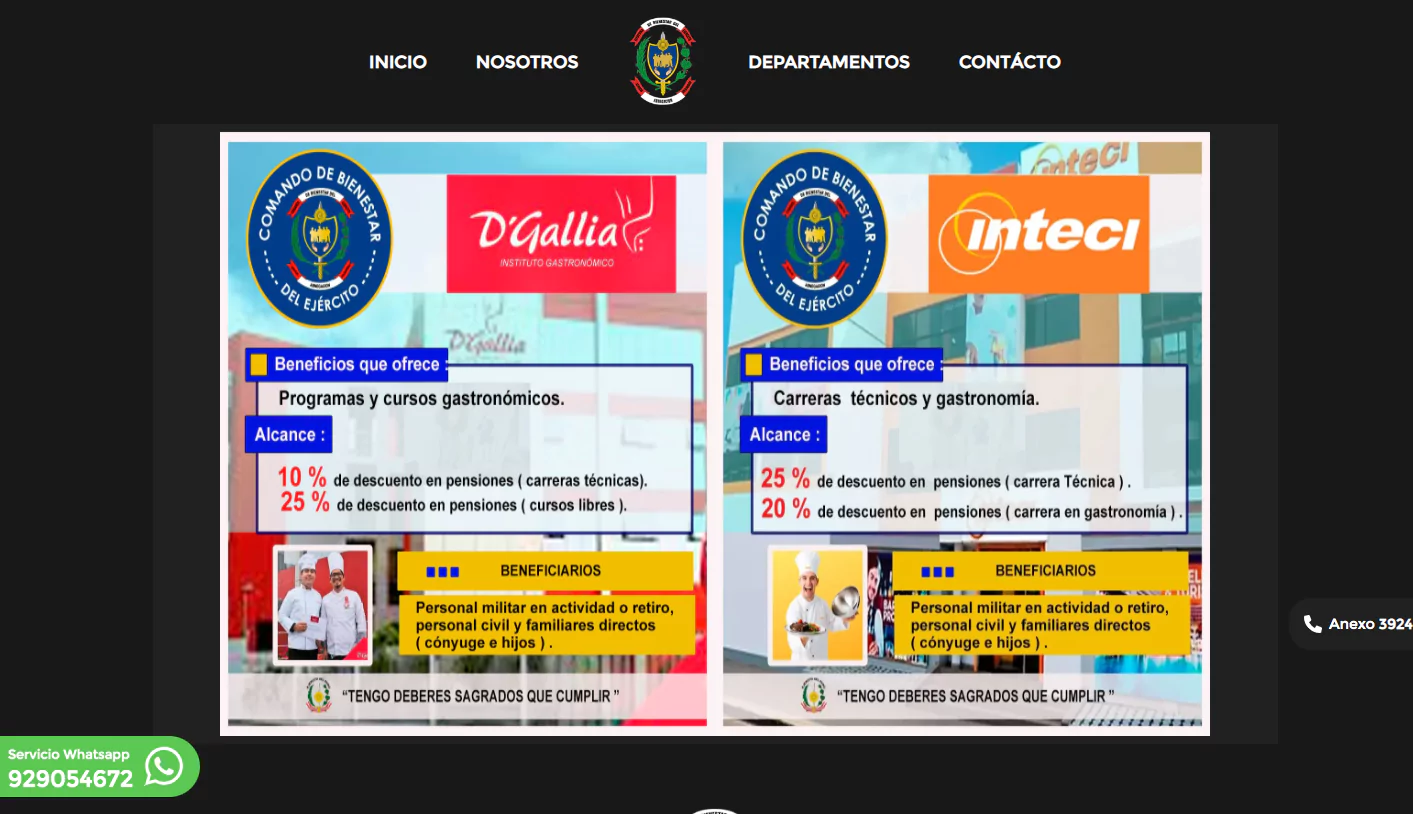 INICIO
NOSOTROS
DEPARTAMENTOS
CONTÁCTO
COMANDO DE BIENESTAR
DEL EJÉRCITO
D'Gallia
INSTITUTO GASTRONÓMICO
D'Gallia
Beneficios que ofrece :
Programas y cursos gastronómicos.
Alcance :
10 % de descuento en pensiones ( carreras técnicas).
25 % de descuento en pensiones ( cursos libres ).
BENEFICIARIOS
Personal militar en actividad o retiro,
personal civil y familiares directos
( cónyuge e hijos ) .
“TENGO DEBERES SAGRADOS QUE CUMPLIR ”
COMANDO DE BIENESTAR
DEL EJÉRCITO
inteci
inteci
Beneficios que ofrece :
Carreras técnicos y gastronomía.
Alcance :
25 % de descuento en pensiones ( carrera Técnica ) .
20 % de descuento en pensiones ( carrera en gastronomía ) .
inteci
BENEFICIARIOS
Personal militar en actividad o retiro,
personal civil y familiares directos
( cónyuge e hijos ) .
“TENGO DEBERES SAGRADOS QUE CUMPLIR ”
Anexo 3924
Servicio Whatsapp
929054672